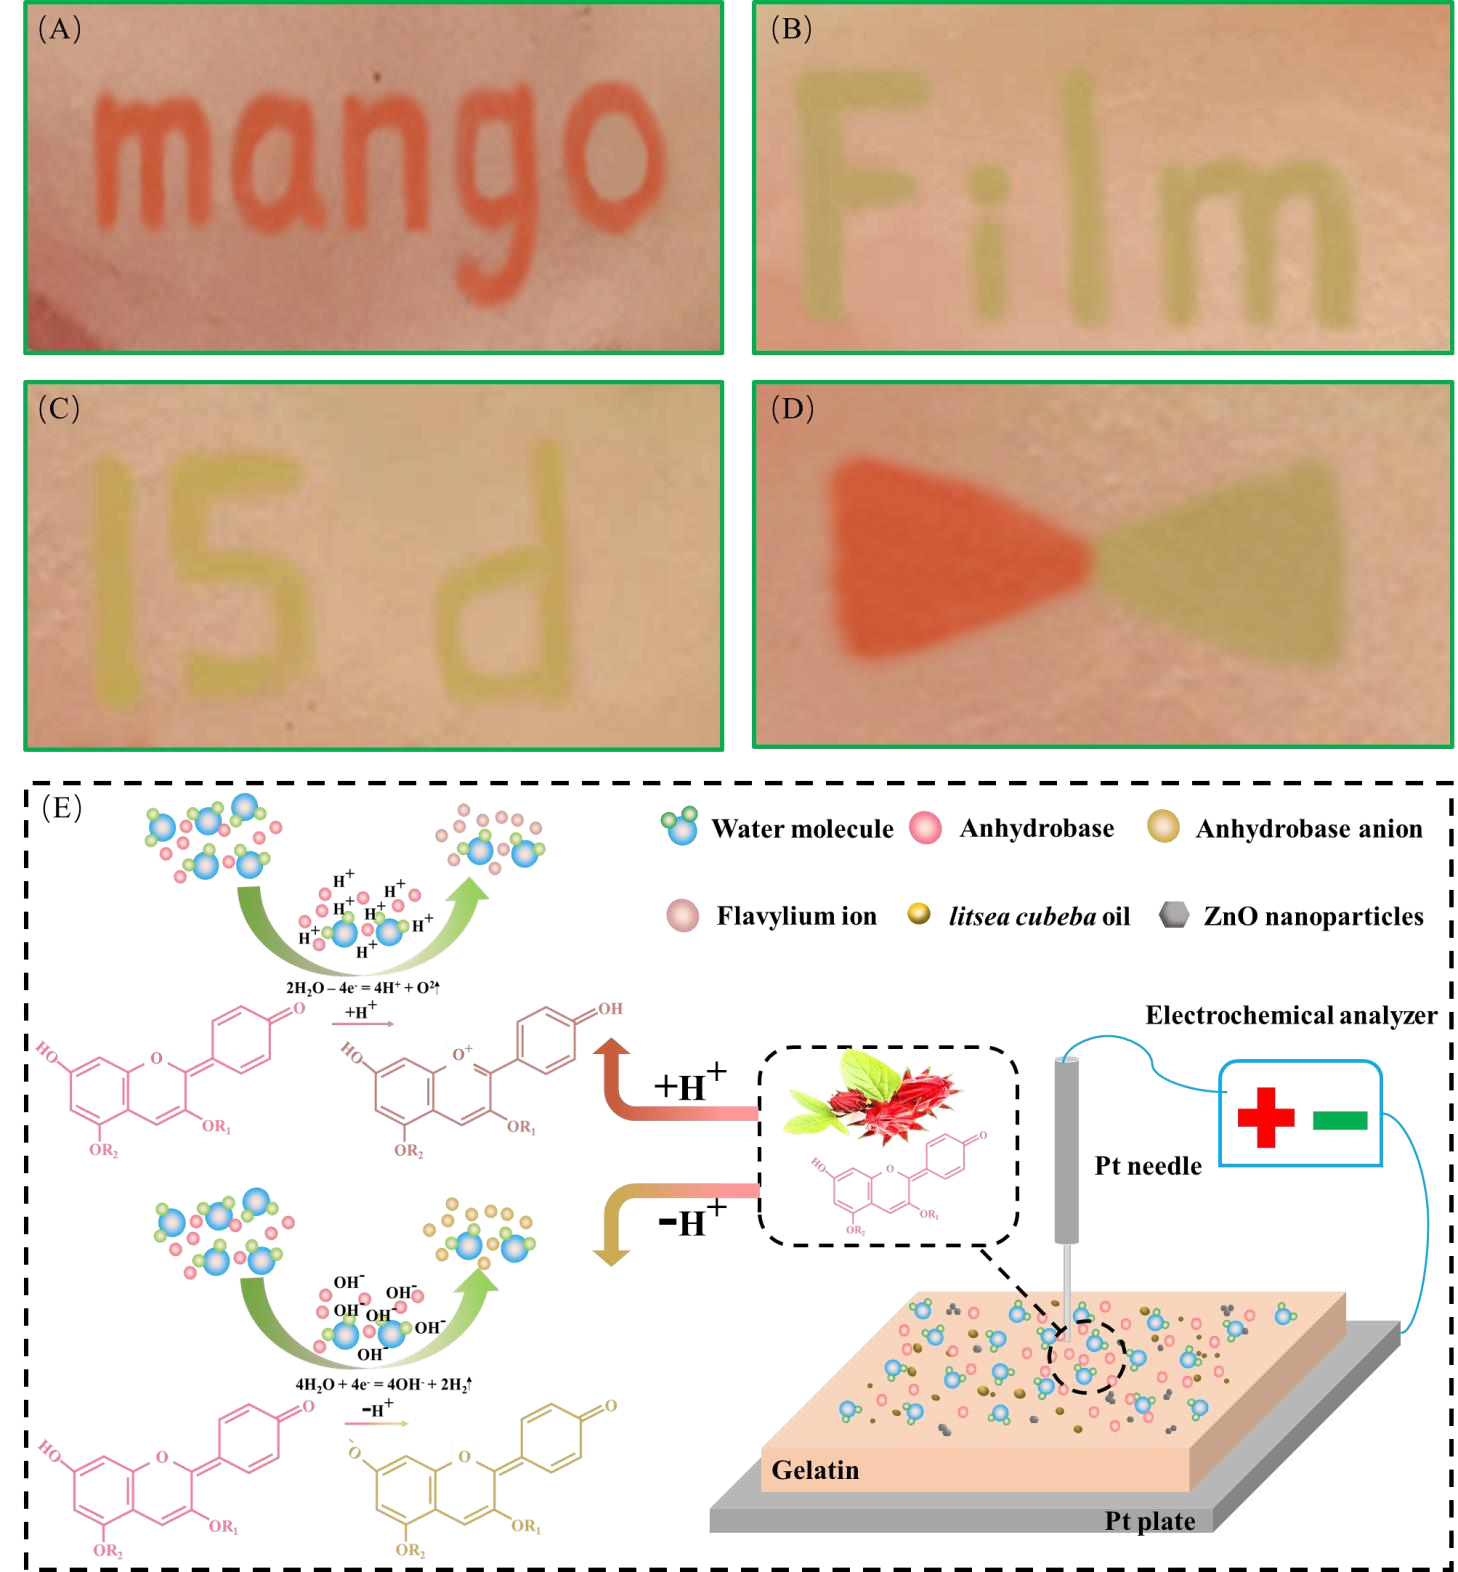 (A)
mango
(B)
Film
(C)
15 d
(D)
(E)
Water molecule
Anhydrobase
Anhydrobase anion
Flavylium ion
litsea cubeba oil
ZnO nanoparticles
H⁺
H⁺
H⁺
H⁺
H⁺
H⁺
H⁺
2H₂O – 4e⁻ = 4H⁺ + O²↑
+H⁺
O
HO
O
OR₁
OR₂
OH
HO
O⁺
OR₁
OR₂
+H⁺
-H⁺
O
HO
O
OR₁
OR₂
Electrochemical analyzer
Pt needle
OH⁻
OH⁻
OH⁻
OH⁻
OH⁻
OH⁻
4H₂O + 4e⁻ = 4OH⁻ + 2H₂↑
-H⁺
O
HO
O
OR₁
OR₂
O
⁻O
O
OR₁
OR₂
Gelatin
Pt plate